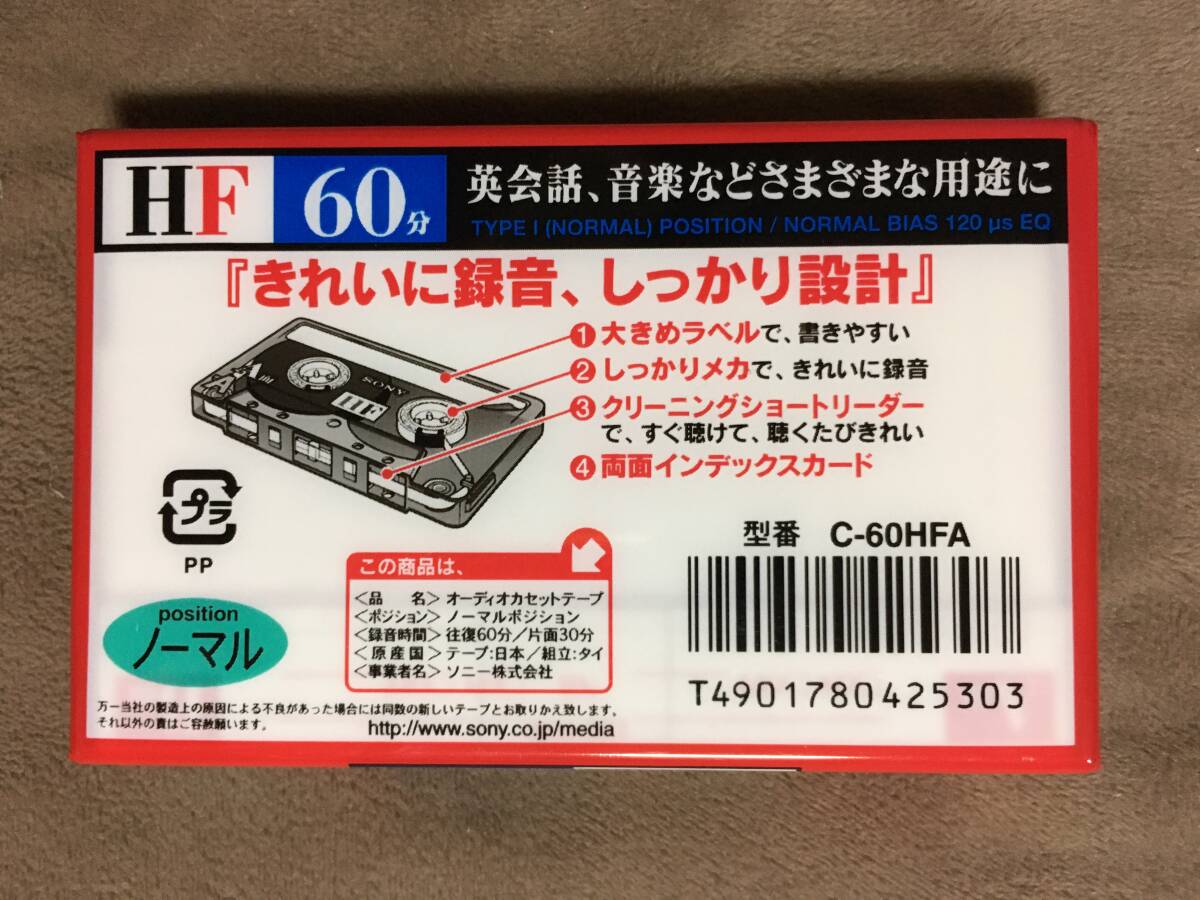 HF 60分 英会話、音楽などさまざまな用途に
TYPE I (NORMAL) POSITION / NORMAL BIAS 120 μs EQ
『きれいに録音、しっかり設計』
1 大きめラベルで、書きやすい
2 しっかりメカで、きれいに録音
3 クリーニングショートリーダー
で、すぐ聴けて、聴くたびきれい
4 両面インデックスカード
A
SONY
HF
プラ
PP
position
ノーマル
この商品は、
<品 名> オーディオカセットテープ
<ポジション> ノーマルポジション
<録音時間> 往復60分/片面30分
<原産国> テープ:日本/組立:タイ
<事業者名> ソニー株式会社
型番 C-60HFA
T4901780425303
万一当社の製造上の原因による不良があった場合には同数の新しいテープとお取りかえ致します。
それ以外の責はご容赦願います。
http://www.sony.co.jp/media